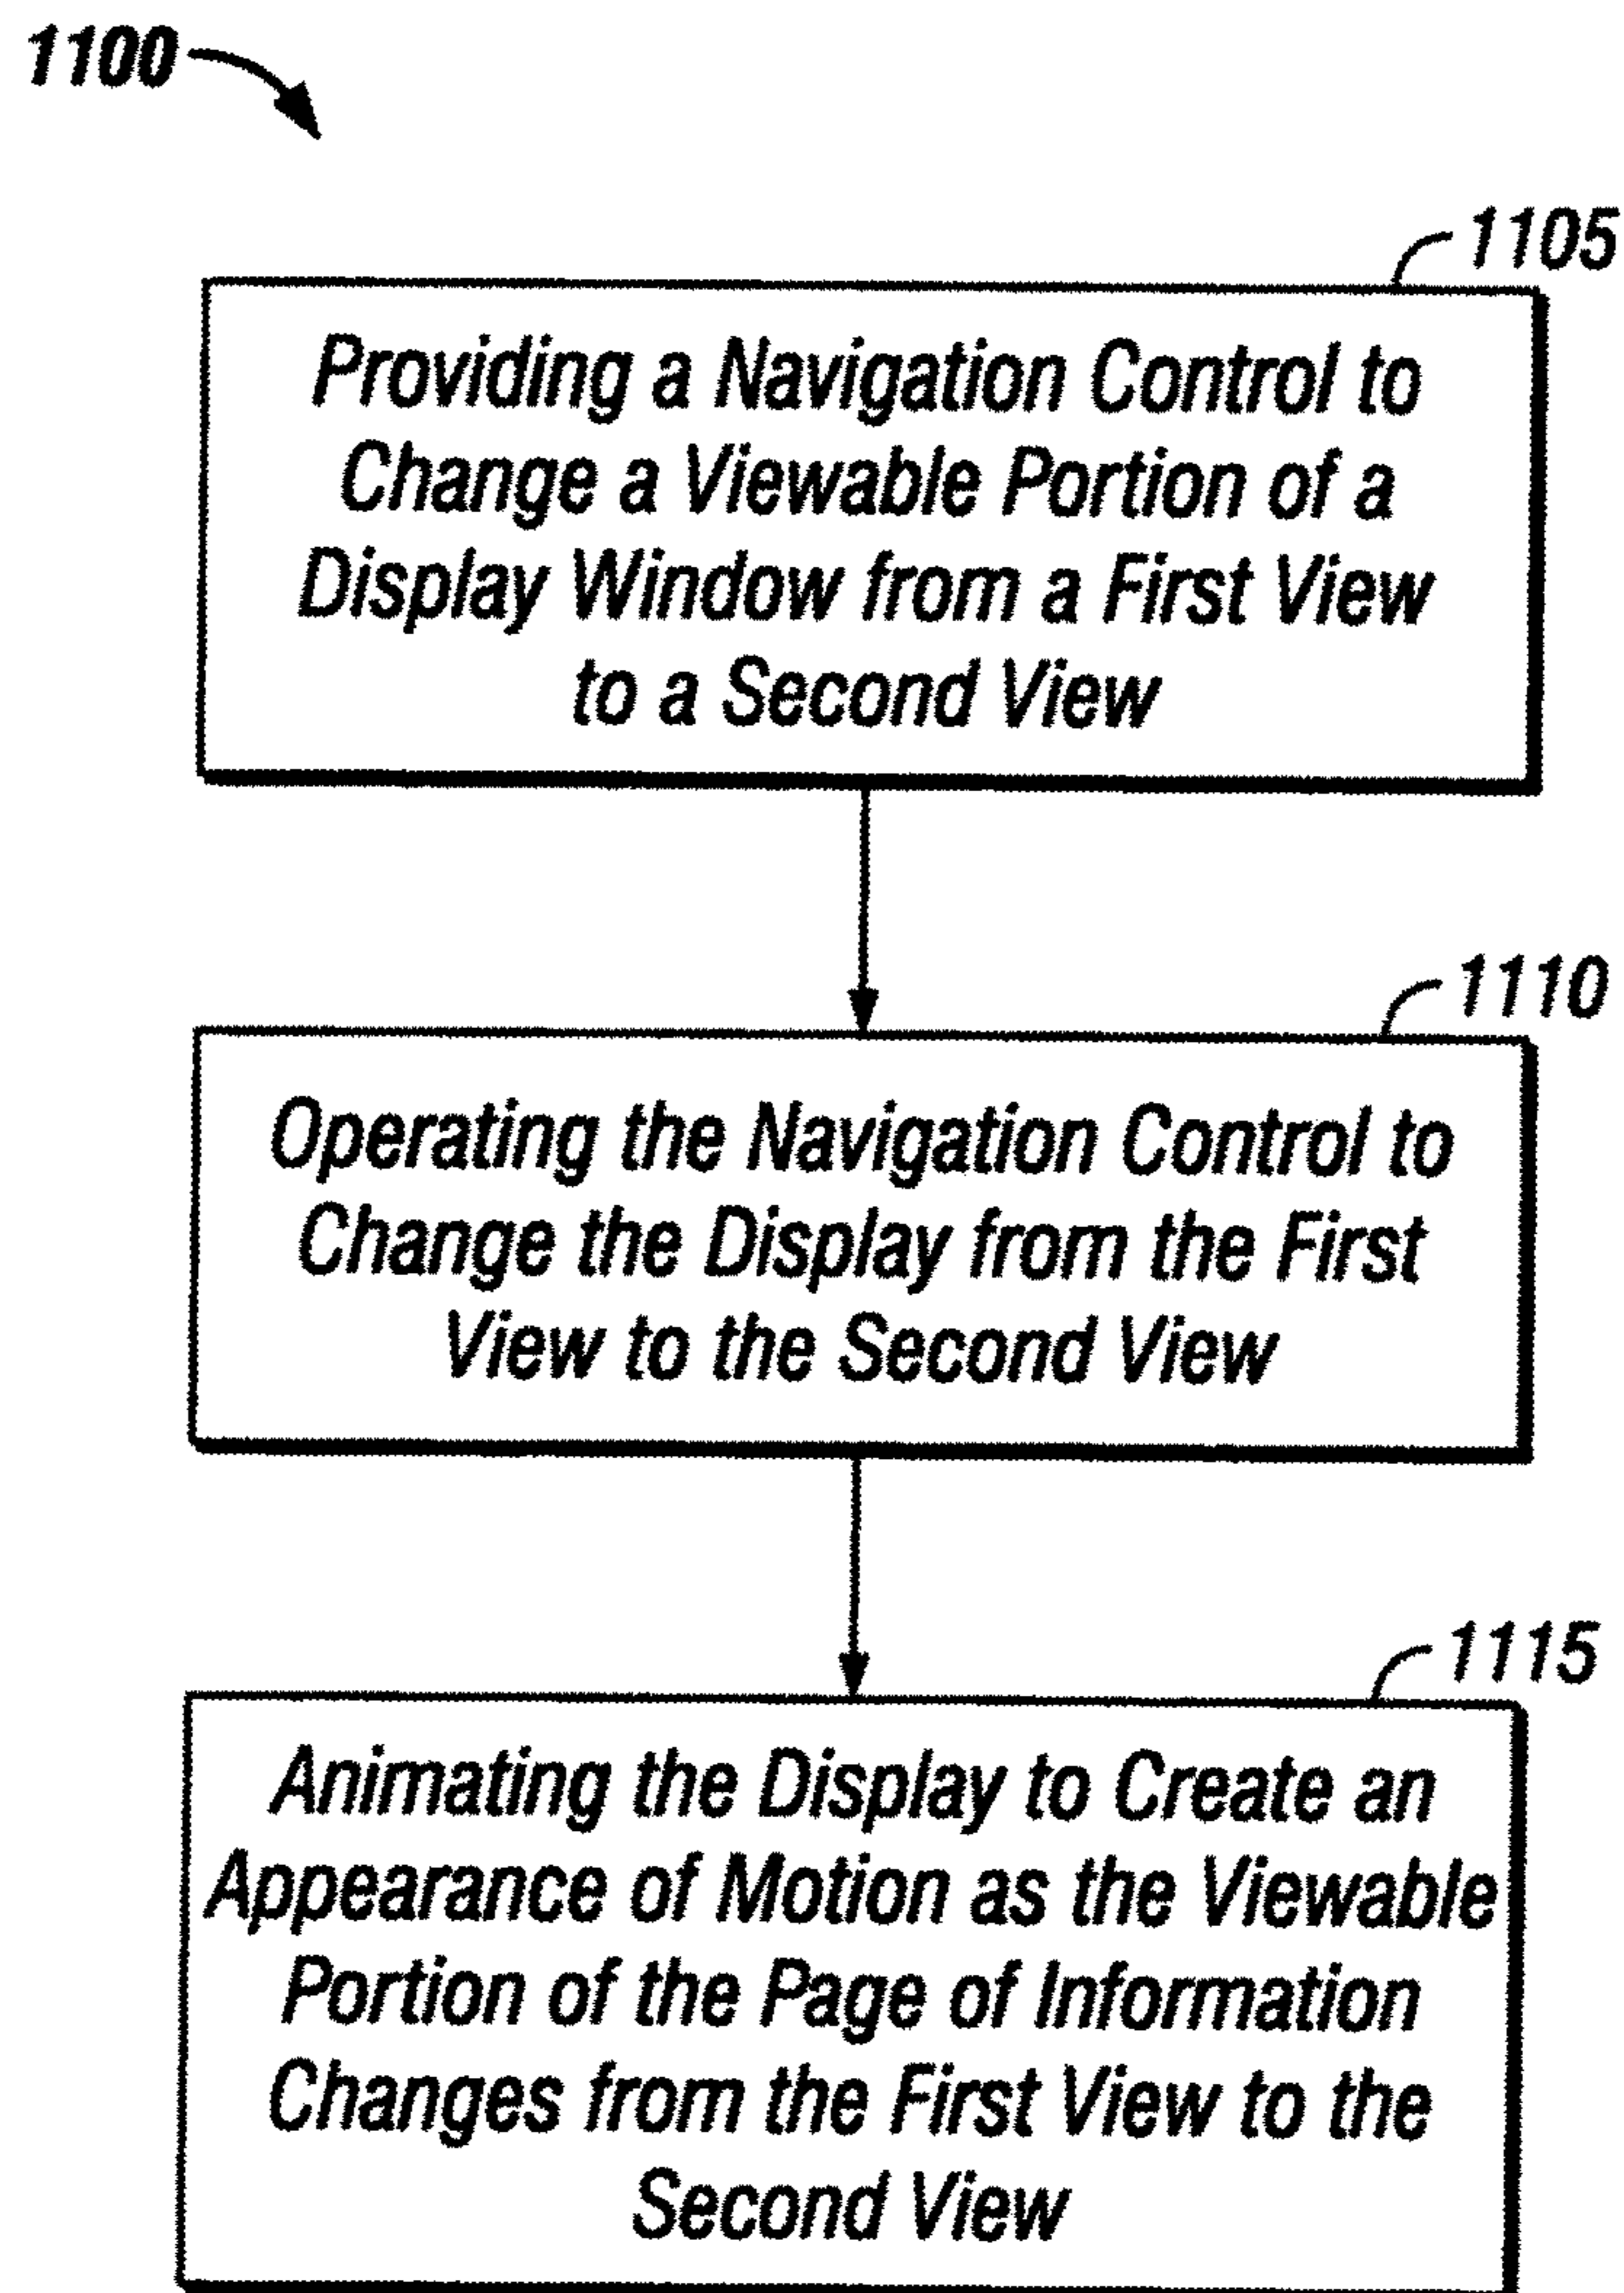 1100
1105
Providing a Navigation Control to
Change a Viewable Portion of a
Display Window from a First View
to a Second View
1110
Operating the Navigation Control to
Change the Display from the First
View to the Second View
1115
Animating the Display to Create an
Appearance of Motion as the Viewable
Portion of the Page of Information
Changes from the First View to the
Second View